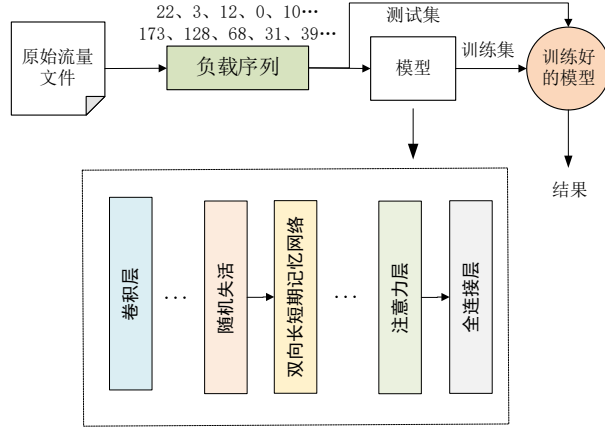 22、3、12、0、10…
173、128、68、31、39…
测试集
原始流量
文件
负载序列
模型
训练集
训练好
的模型
结果
卷积层
…
随机失活
双向长短期记忆网络
…
注意力层
全连接层